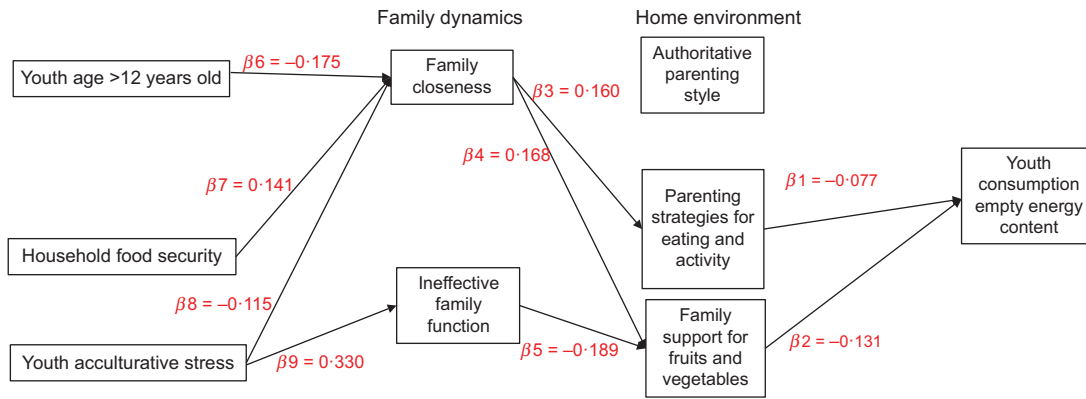 Family dynamics
Home environment
Youth age >12 years old
β6 = –0·175
Family
closeness
Authoritative
parenting
style
β3 = 0·160
β4 = 0·168
β7 = 0·141
Household food security
β8 = –0·115
Youth acculturative stress
β9 = 0·330
Ineffective
family
function
β5 = –0·189
Parenting
strategies for
eating and
activity
β1 = –0·077
Family
support for
fruits and
vegetables
β2 = –0·131
Youth
consumption
empty energy
content